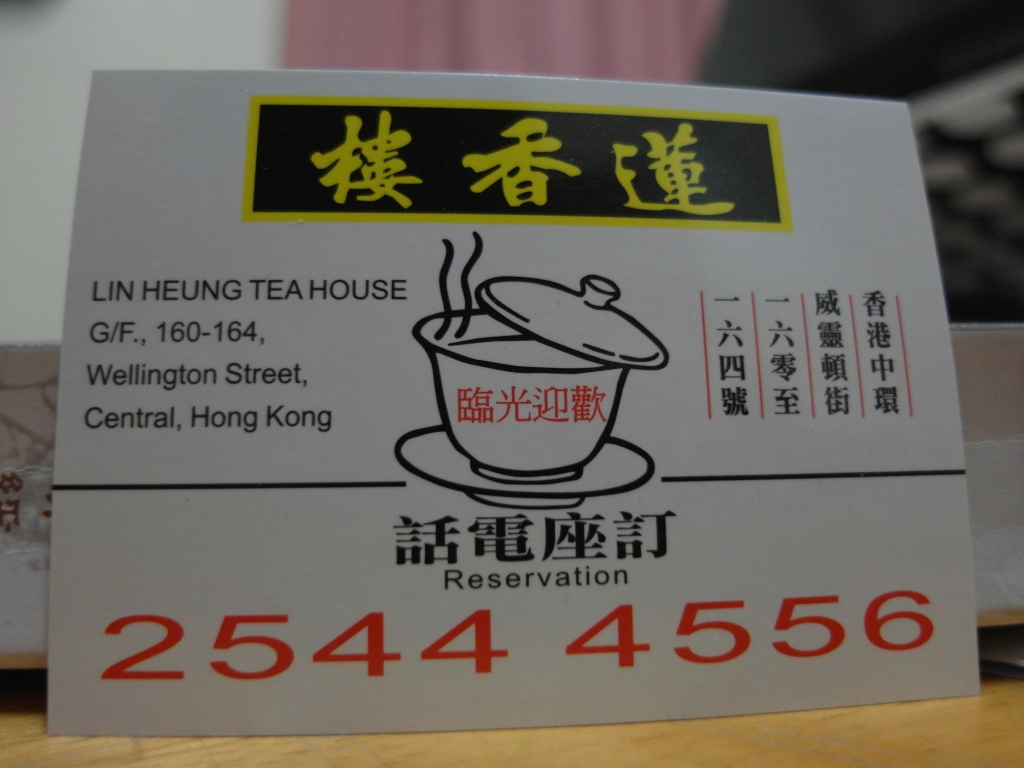 蓮香樓
LIN HEUNG TEA HOUSE
G/F., 160-164,
Wellington Street,
Central, Hong Kong
歡迎光臨
香港中環
威靈頓街
一六零至
一六四號
訂座電話
Reservation
2544 4556